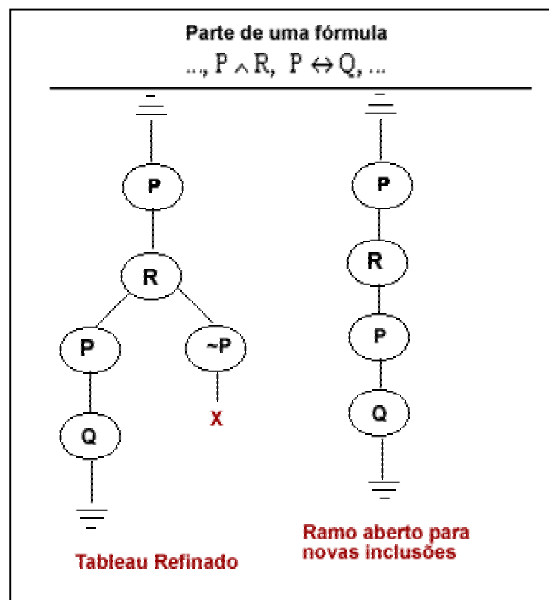 Parte de uma fórmula
..., P ∧ R, P ↔ Q, ...
P
R
P
~P
X
Q
Tableau Refinado
P
R
P
Q
Ramo aberto para
novas inclusões